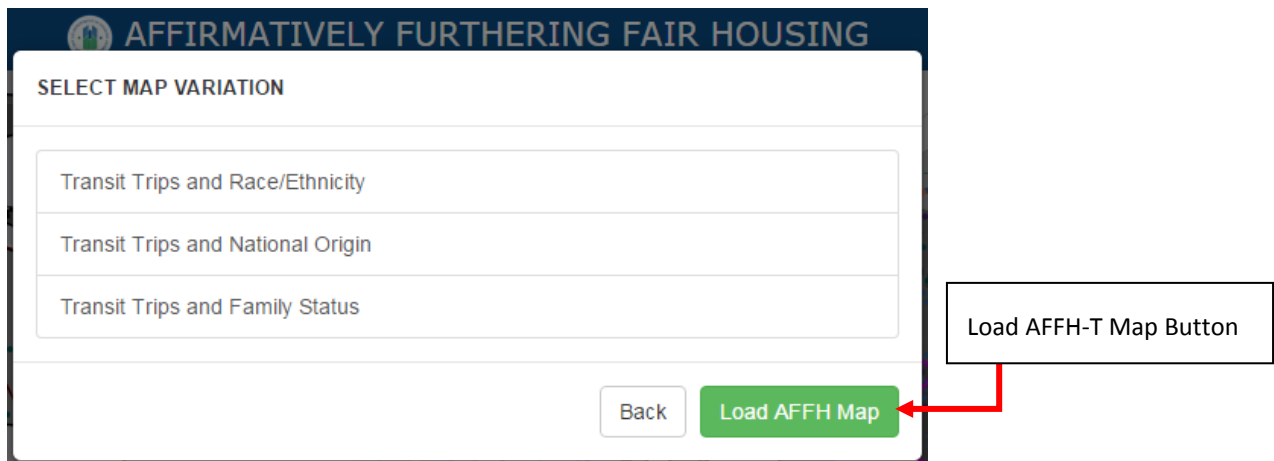 AFFIRMATIVELY FURTHERING FAIR HOUSING
SELECT MAP VARIATION
Transit Trips and Race/Ethnicity
Transit Trips and National Origin
Transit Trips and Family Status
Load AFFH-T Map Button
Back
Load AFFH Map